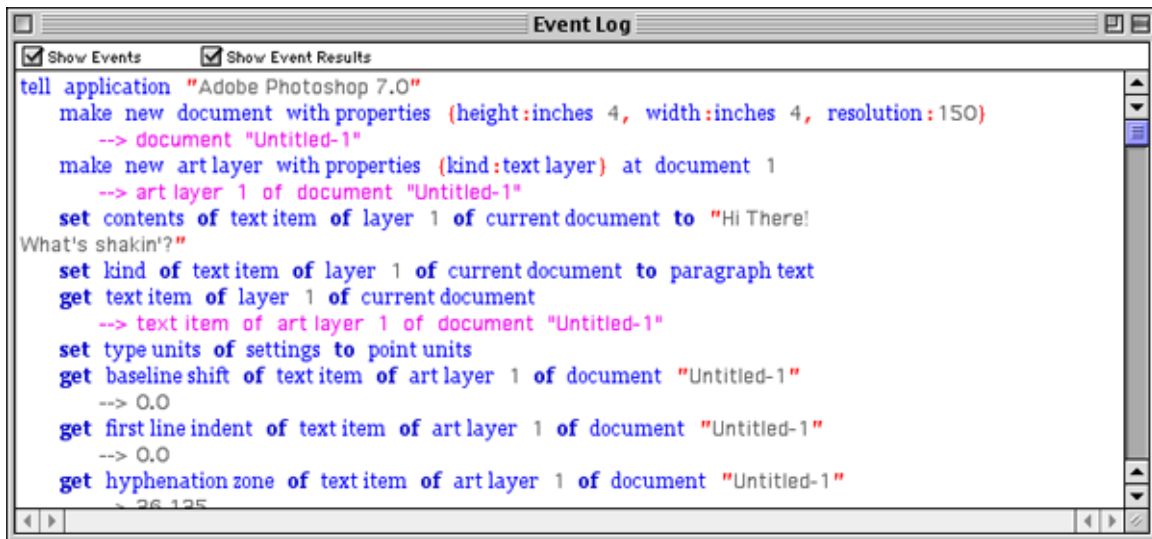 Event Log
Show Events Show Event Results
tell application "Adobe Photoshop 7.0"
make new document with properties {height:inches 4, width:inches 4, resolution:150}
--> document "Untitled-1"
make new art layer with properties {kind:text layer} at document 1
--> art layer 1 of document "Untitled-1"
set contents of text item of layer 1 of current document to "Hi There!
What's shakin'?"
set kind of text item of layer 1 of current document to paragraph text
get text item of layer 1 of current document
--> text item of art layer 1 of document "Untitled-1"
set type units of settings to point units
get baseline shift of text item of art layer 1 of document "Untitled-1"
--> 0.0
get first line indent of text item of art layer 1 of document "Untitled-1"
--> 0.0
get hyphenation zone of text item of art layer 1 of document "Untitled-1"